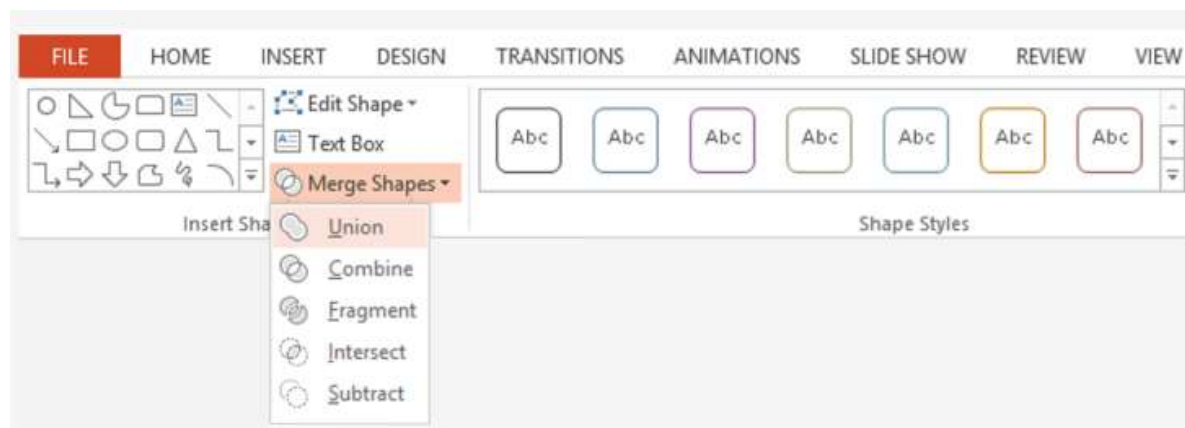 FILE HOME INSERT DESIGN TRANSITIONS ANIMATIONS SLIDE SHOW REVIEW VIEW
Edit Shape
Text Box
Merge Shapes
Abc Abc Abc Abc Abc Abc Abc
Insert Sha
Shape Styles
Union
Combine
Fragment
Intersect
Subtract